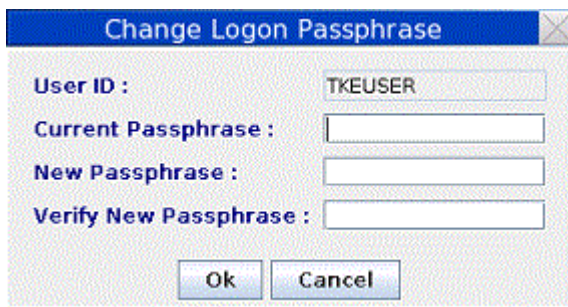 Change Logon Passphrase
User ID : TKEUSER
Current Passphrase :
New Passphrase :
Verify New Passphrase :
Ok Cancel